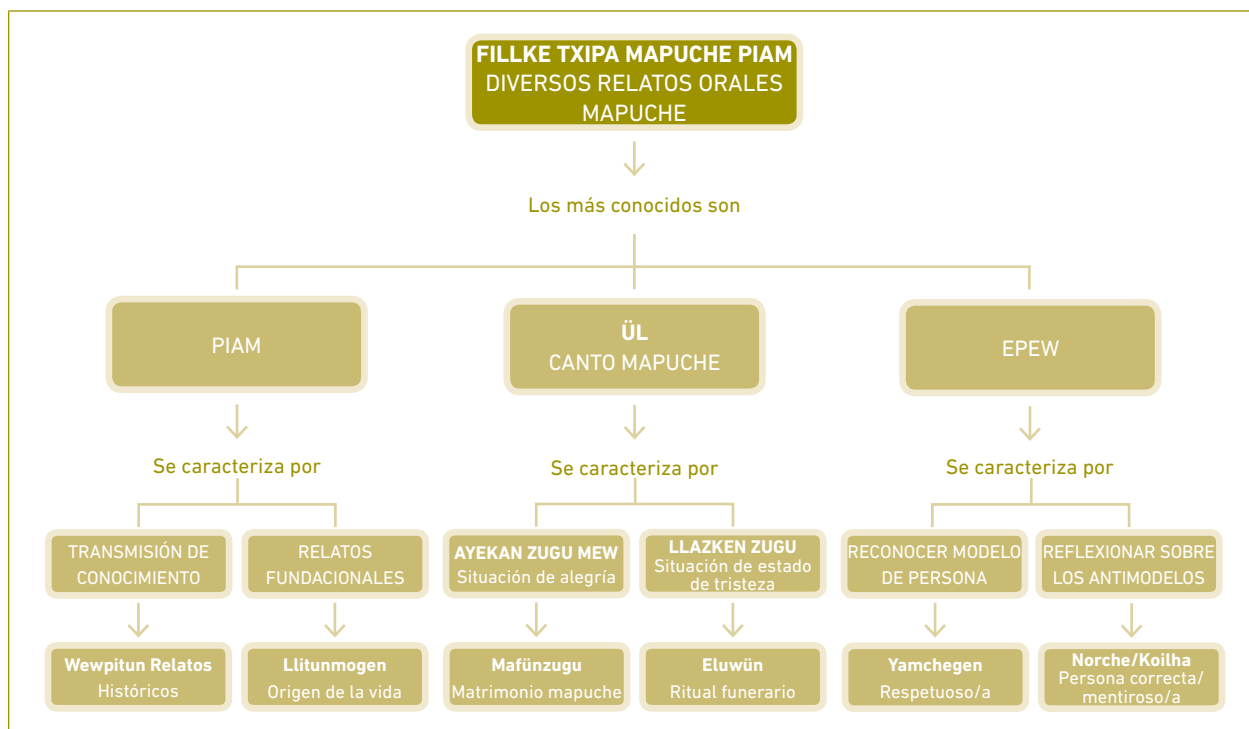 FILLKE TXIPA MAPUCHE PIAM
DIVERSOS RELATOS ORALES
MAPUCHE
Los más conocidos son
PIAM
ÜL
CANTO MAPUCHE
EPEW
Se caracteriza por
Se caracteriza por
Se caracteriza por
TRANSMISIÓN DE
CONOCIMIENTO
RELATOS
FUNDACIONALES
AYEKAN ZUGU MEW
Situación de alegría
LLAZKEN ZUGU
Situación de estado
de tristeza
RECONOCER MODELO
DE PERSONA
REFLEXIONAR SOBRE
LOS ANTIMODELOS
Wewpitun Relatos
Históricos
Llitunmogen
Origen de la vida
Mafünzugu
Matrimonio mapuche
Eluwün
Ritual funerario
Yamchegen
Respetuoso/a
Norche/Koilha
Persona correcta/
mentiroso/a